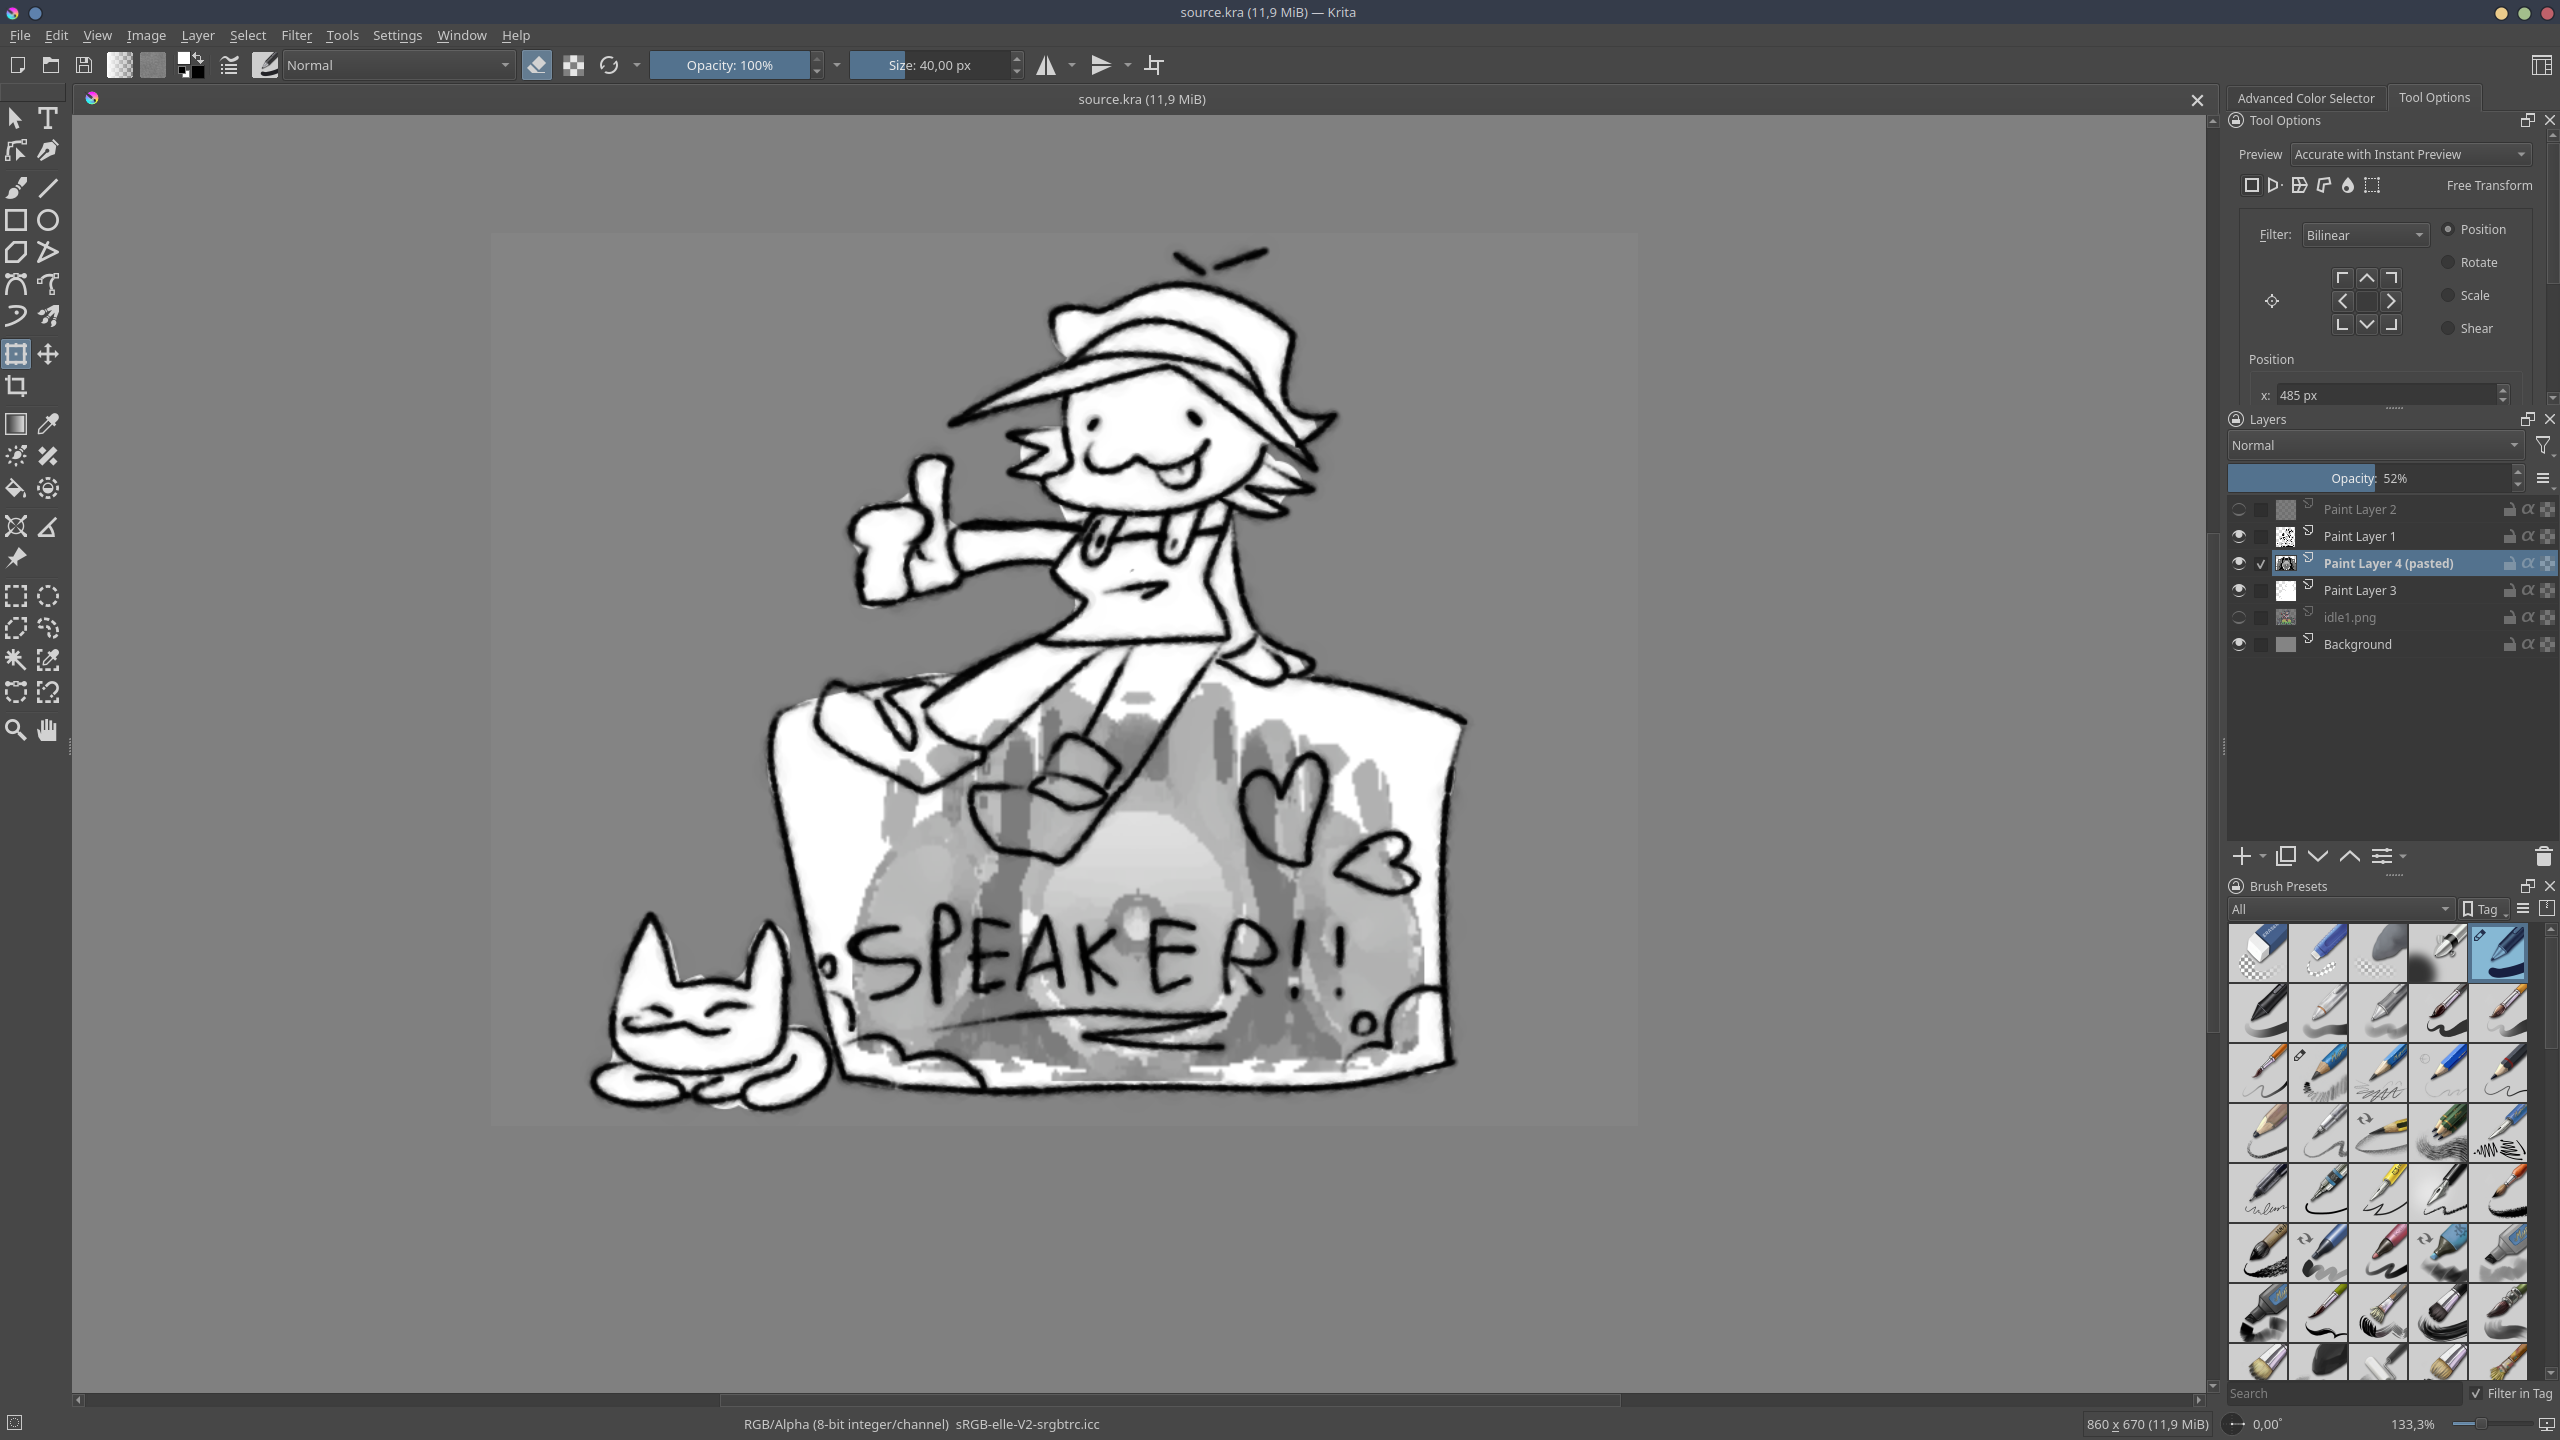 source.kra (11,9 MiB) — Krita
File Edit View Image Layer Select Filter Tools Settings Window Help
Normal Opacity: 100% Size: 40,00 px
source.kra (11,9 MiB)
Advanced Color Selector Tool Options
Tool Options
Preview Accurate with Instant Preview
Free Transform
Filter: Bilinear Position
Rotate
Scale
Shear
Position
x: 485 px
Layers
Normal
Opacity: 52%
Paint Layer 2
Paint Layer 1
Paint Layer 4 (pasted)
Paint Layer 3
idle1.png
Background
Brush Presets
All Tag
SPEAKER!!
Search Filter in Tag
RGB/Alpha (8-bit integer/channel) sRGB-elle-V2-srgbtrc.icc 860 x 670 (11,9 MiB) 0,00° 133,3%